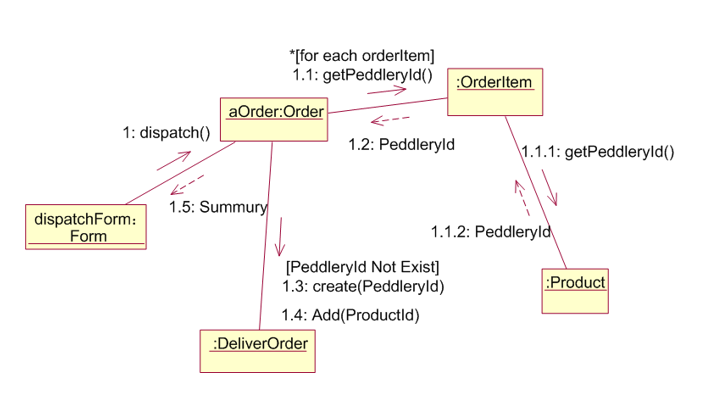 *[for each orderItem]
1.1: getPeddleryId()
:OrderItem
aOrder:Order
1: dispatch()
1.2: PeddleryId
1.1.1: getPeddleryId()
1.5: Summury
dispatchForm：
Form
1.1.2: PeddleryId
[PeddleryId Not Exist]
1.3: create(PeddleryId)
:Product
1.4: Add(ProductId)
:DeliverOrder